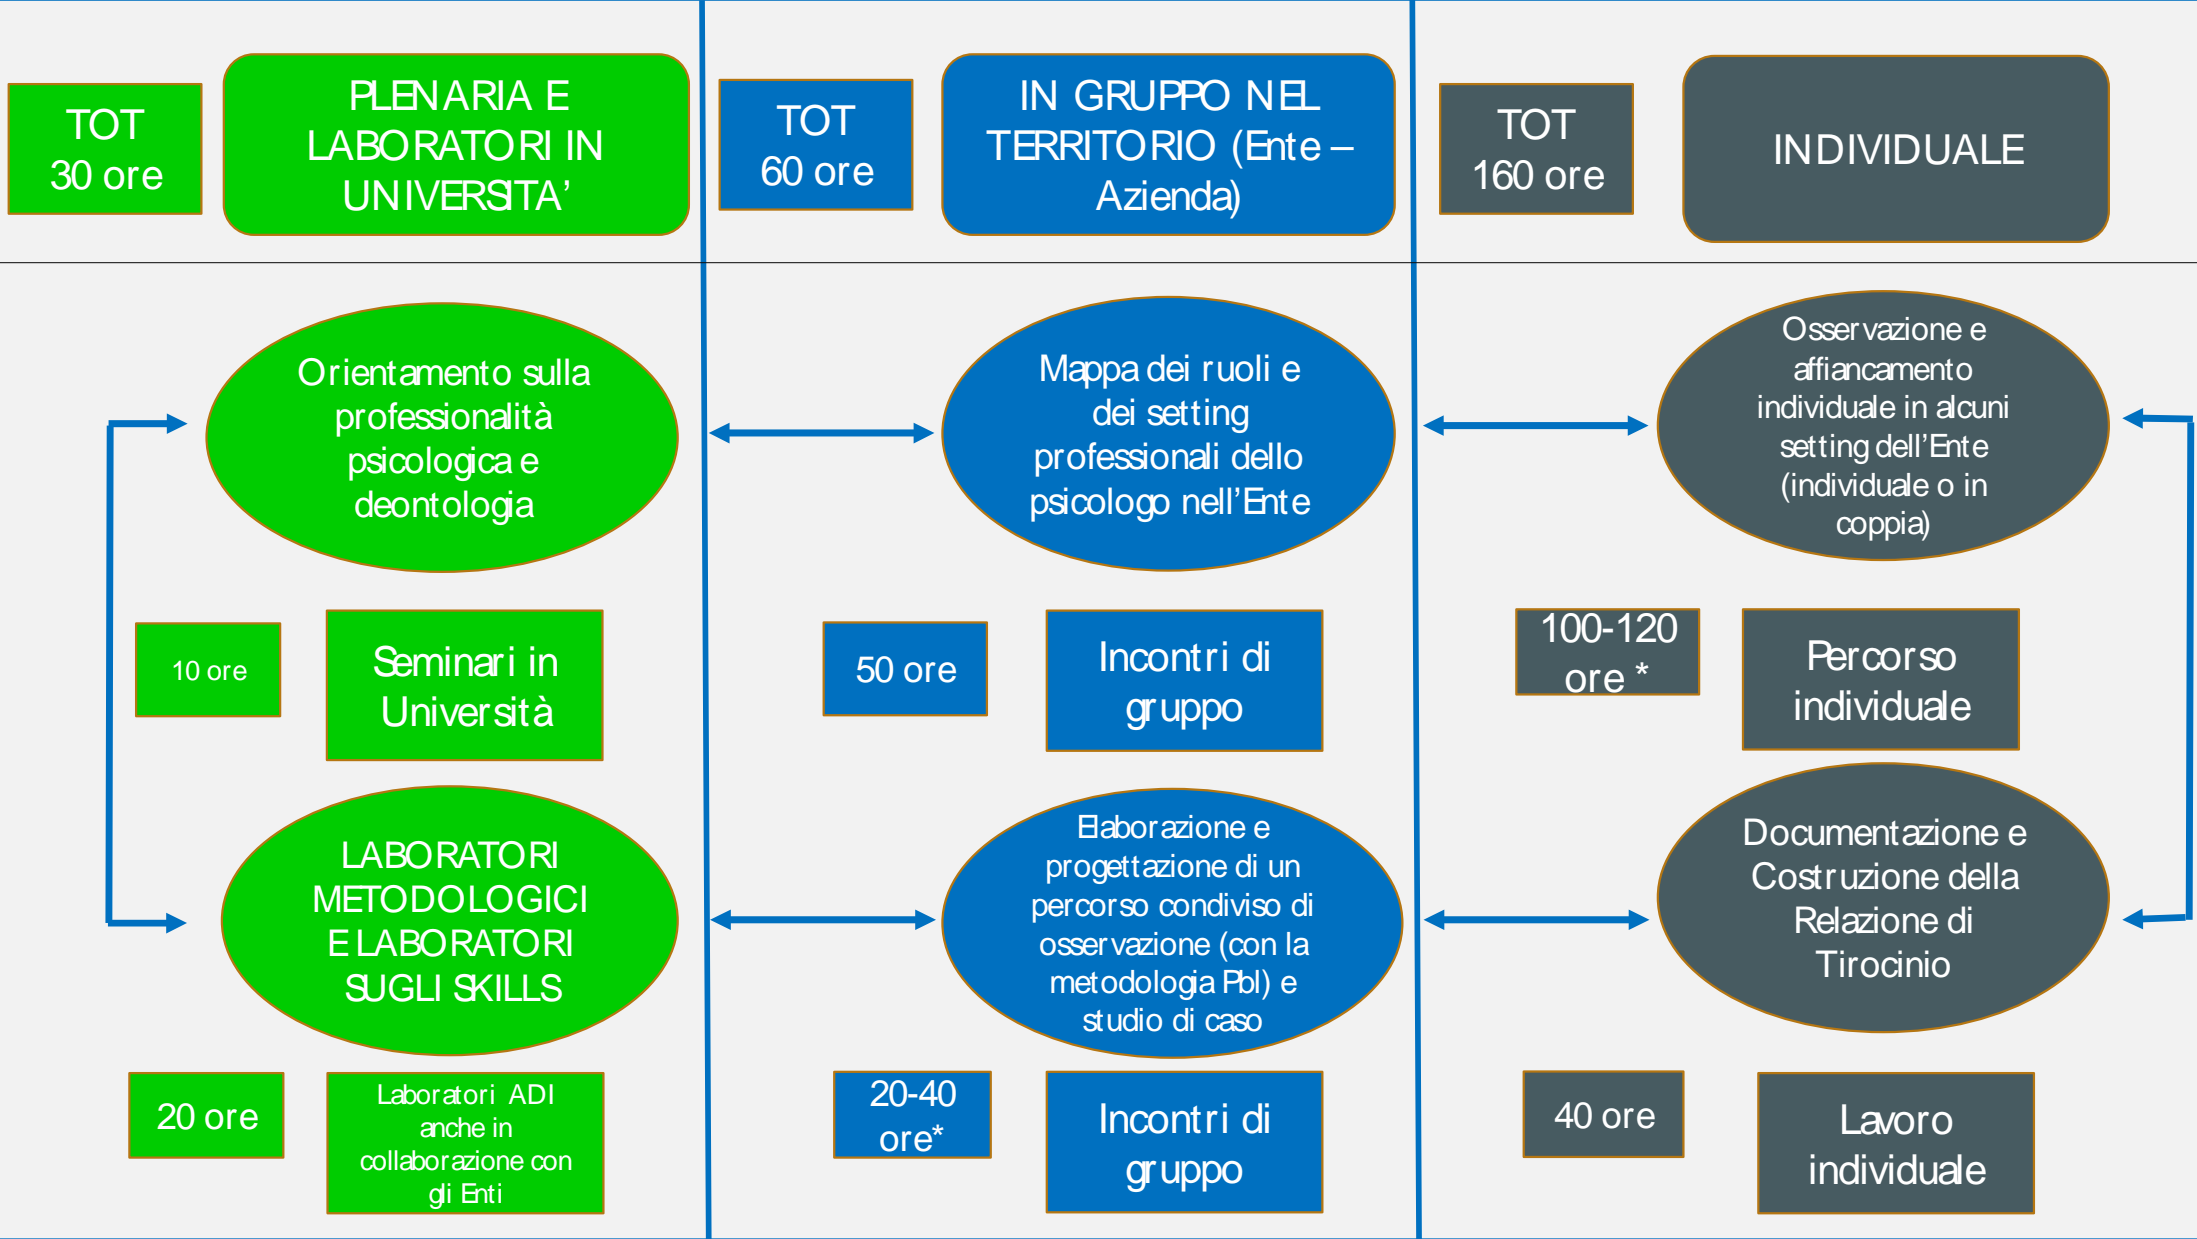 TOT
30 ore
PLENARIA E
LABORATORI IN
UNIVERSITA’
TOT
60 ore
IN GRUPPO NEL
TERRITORIO (Ente –
Azienda)
TOT
160 ore
INDIVIDUALE
Orientamento sulla
professionalità
psicologica e
deontologia
Mappa dei ruoli e
dei setting
professionali dello
psicologo nell’Ente
Osservazione e
affiancamento
individuale in alcuni
setting dell’Ente
(individuale o in
coppia)
10 ore
Seminari in
Università
50 ore
Incontri di
gruppo
100-120
ore *
Percorso
individuale
LABORATORI
METODOLOGICI
E LABORATORI
SUGLI SKILLS
Elaborazione e
progettazione di un
percorso condiviso di
osservazione (con la
metodologia Pbl) e
studio di caso
Documentazione e
Costruzione della
Relazione di
Tirocinio
20 ore
Laboratori ADI
anche in
collaborazione con
gli Enti
20-40
ore*
Incontri di
gruppo
40 ore
Lavoro
individuale